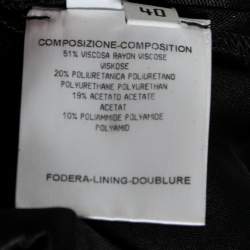 40
COMPOSIZIONE-COMPOSITION
51% VISCOSA RAYON VISCOSE
VISKOSE
20% POLIURETANICA POLIURETANO
POLYURETHANE POLYURETHAN
19% ACETATO ACETATE
ACETAT
10% POLIAMMIDE POLYAMIDE
POLYAMID
FODERA-LINING-DOUBLURE